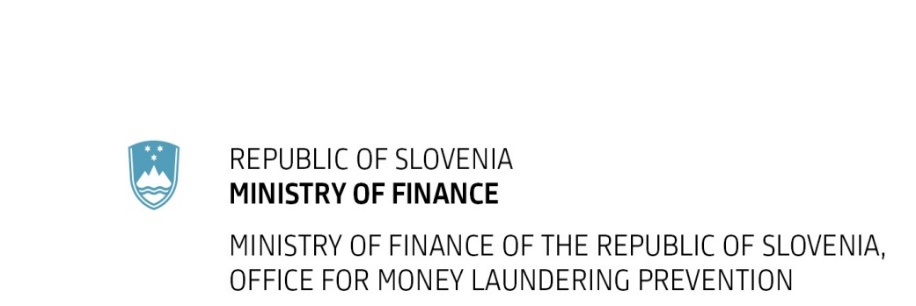 REPUBLIC OF SLOVENIA
MINISTRY OF FINANCE
MINISTRY OF FINANCE OF THE REPUBLIC OF SLOVENIA,
OFFICE FOR MONEY LAUNDERING PREVENTION